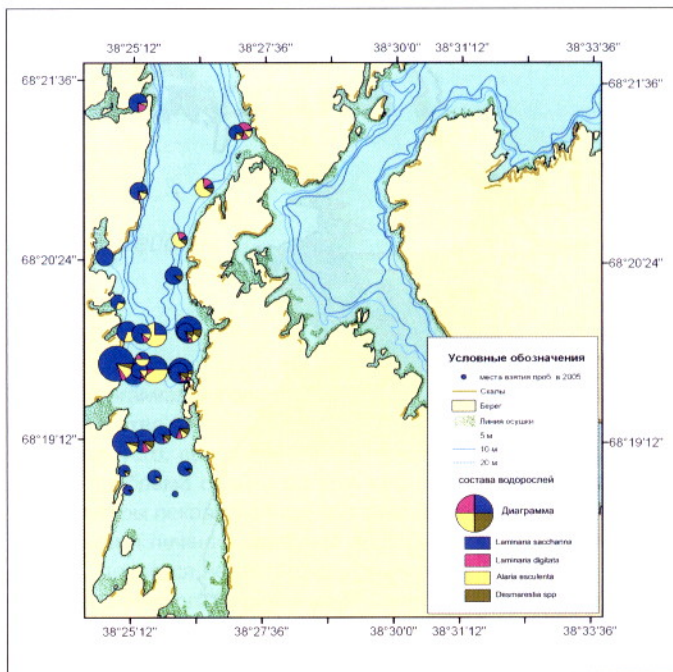 38°25'12" 38°27'36" 38°30'0" 38°31'12" 38°33'36"
68°21'36" 68°21'36"
68°20'24" 68°20'24"
68°19'12" 68°19'12"
Условные обозначения
места взятия проб в 2005
Скалы
Берег
Линия осушки
5 м
10 м
20 м
состава водорослей
Диаграмма
Laminaria saccharina
Laminaria digitata
Alaria esculenta
Desmarestia spp
38°25'12" 38°27'36" 38°30'0" 38°31'12" 38°33'36"